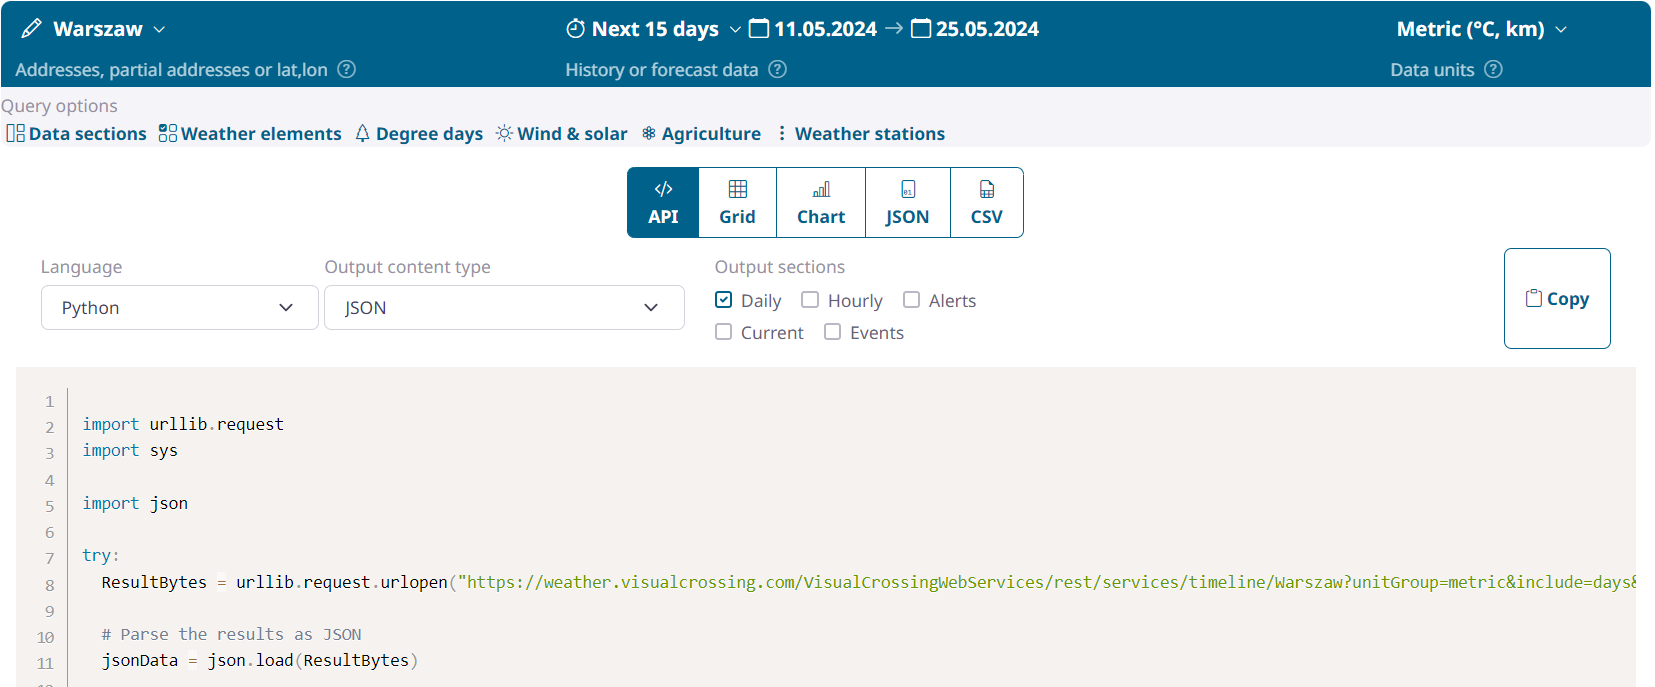 Warszaw Next 15 days 11.05.2024 → 25.05.2024 Metric (°C, km)
Addresses, partial addresses or lat,lon ? History or forecast data ? Data units ?
Query options
Data sections Weather elements Degree days Wind & solar Agriculture Weather stations
</> 01
API Grid Chart JSON CSV
Language Output content type Output sections
Python JSON Daily Hourly Alerts
Current Events
Copy
1
2 import urllib.request
3 import sys
4
5 import json
6
7 try:
8 ResultBytes = urllib.request.urlopen("https://weather.visualcrossing.com/VisualCrossingWebServices/rest/services/timeline/Warszaw?unitGroup=metric&include=days&
9
10 # Parse the results as JSON
11 jsonData = json.load(ResultBytes)